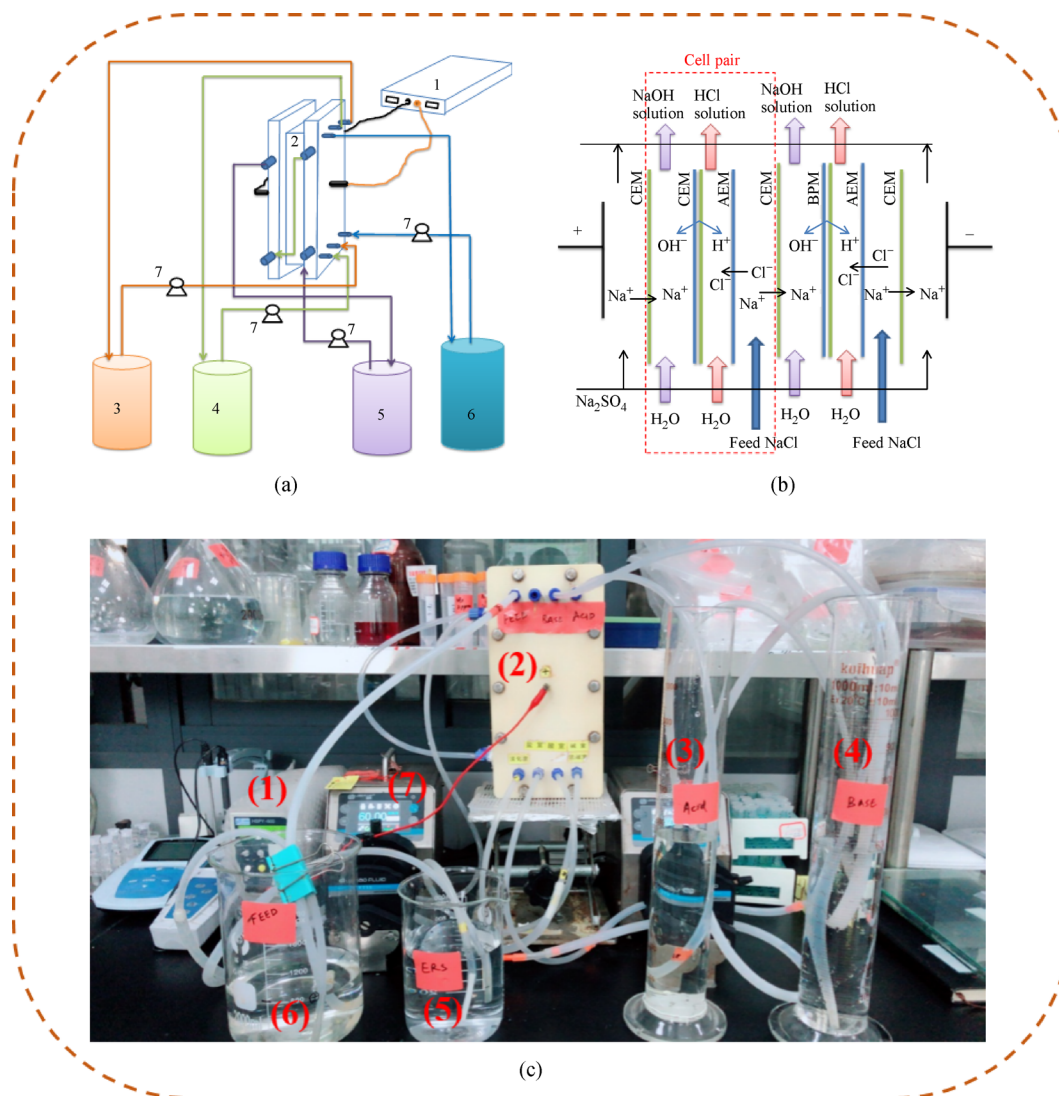 1
2
7
7
7
3
4
5
6
(a)
Cell pair
NaOH
solution
HCl
solution
NaOH
solution
HCl
solution
CEM
CEM
AEM
CEM
BPM
AEM
CEM
+
−
OH−
H+
OH−
H+
Cl−
Cl−
Cl−
Cl−
Na+
Na+
Na+
Na+
Na+
Na+
Na2SO4
H2O
H2O
H2O
H2O
Feed NaCl
Feed NaCl
(b)
BASE ACID
(2)
(1)
(7)
60.00
(3)
(4)
Acid
BASE
FEED
ERS
1200
(6)
(5)
(c)